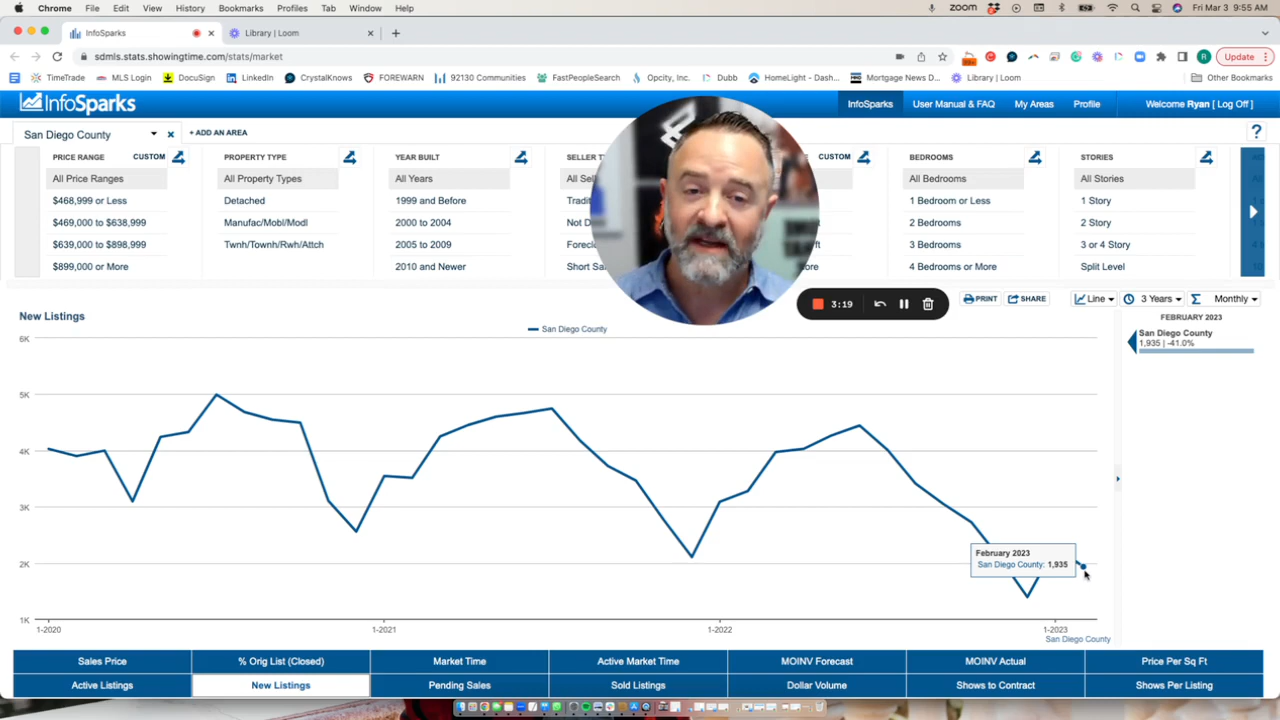 Chrome File Edit View History Bookmarks Profiles Tab Window Help zoom Fri Mar 3 9:55 AM
InfoSparks Library | Loom
sdmls.stats.showingtime.com/stats/market Update
TimeTrade MLS Login DocuSign LinkedIn CrystalKnows FOREWARN 92130 Communities FastPeopleSearch Opcity, Inc. Dubb HomeLight - Dash... Mortgage News D... Library | Loom Other Bookmarks
InfoSparks InfoSparks User Manual & FAQ My Areas Profile Welcome Ryan [ Log Off ]
San Diego County + ADD AN AREA ?
PRICE RANGE CUSTOM PROPERTY TYPE YEAR BUILT SELLER CUSTOM BEDROOMS STORIES
All Price Ranges All Property Types All Years All Bedrooms All Stories
$468,999 or Less Detached 1999 and Before 1 Bedroom or Less 1 Story
$469,000 to $638,999 Manufac/Mobl/Modl 2000 to 2004 2 Bedrooms 2 Story
$639,000 to $898,999 Twnh/Townh/Rwh/Attch 2005 to 2009 3 Bedrooms 3 or 4 Story
$899,000 or More 2010 and Newer Short 4 Bedrooms or More Split Level
3:19 PRINT SHARE Line 3 Years Monthly
New Listings
San Diego County
FEBRUARY 2023
San Diego County
1,935 | -41.0%
6K
5K
4K
3K
2K
1K
February 2023
San Diego County: 1,935
1-2020 1-2021 1-2022 1-2023
San Diego County
Sales Price % Orig List (Closed) Market Time Active Market Time MOINV Forecast MOINV Actual Price Per Sq Ft
Active Listings New Listings Pending Sales Sold Listings Dollar Volume Shows to Contract Shows Per Listing